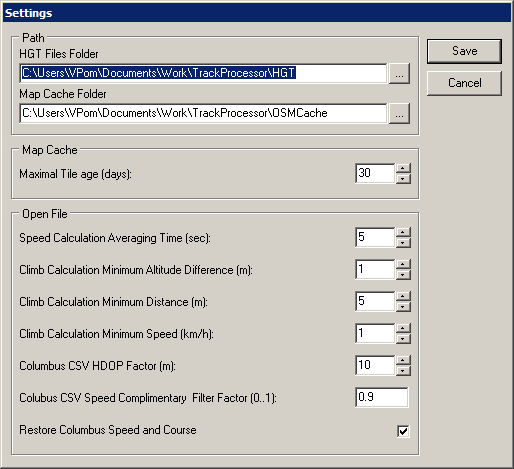 Settings
Path
HGT Files Folder
C:\Users\VPom\Documents\Work\TrackProcessor\HGT
...
Map Cache Folder
C:\Users\VPom\Documents\Work\TrackProcessor\OSMCache
...
Save
Cancel
Map Cache
Maximal Tile age (days): 30
Open File
Speed Calculation Averaging Time (sec): 5
Climb Calculation Minimum Altitude Difference (m): 1
Climb Calculation Minimum Distance (m): 5
Climb Calculation Minimum Speed (km/h): 1
Columbus CSV HDOP Factor (m): 10
Colubus CSV Speed Complimentary Filter Factor (0..1): 0.9
Restore Columbus Speed and Course